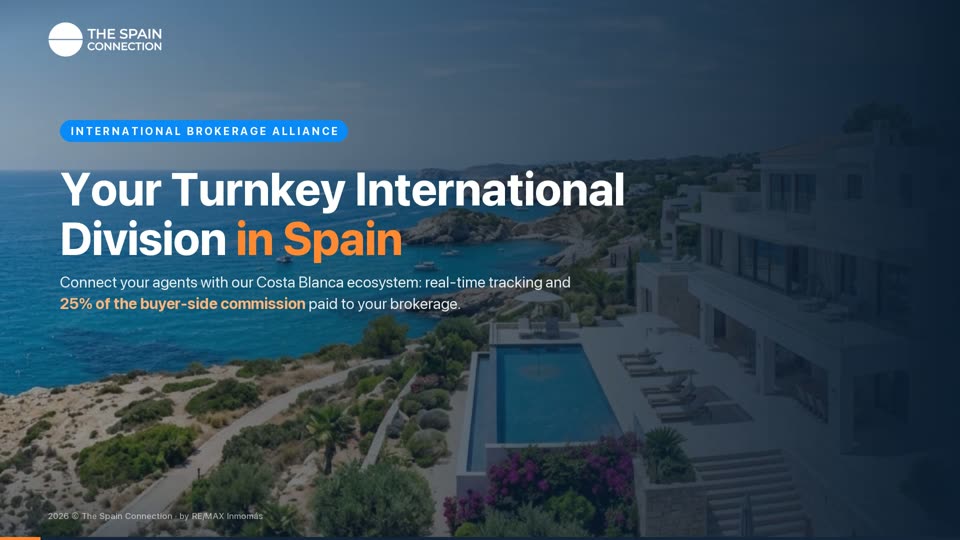 THE SPAIN
CONNECTION
INTERNATIONAL BROKERAGE ALLIANCE
Your Turnkey International
Division in Spain
Connect your agents with our Costa Blanca ecosystem: real-time tracking and
25% of the buyer-side commission paid to your brokerage.
2026 © The Spain Connection · by RE/MAX Inmomás